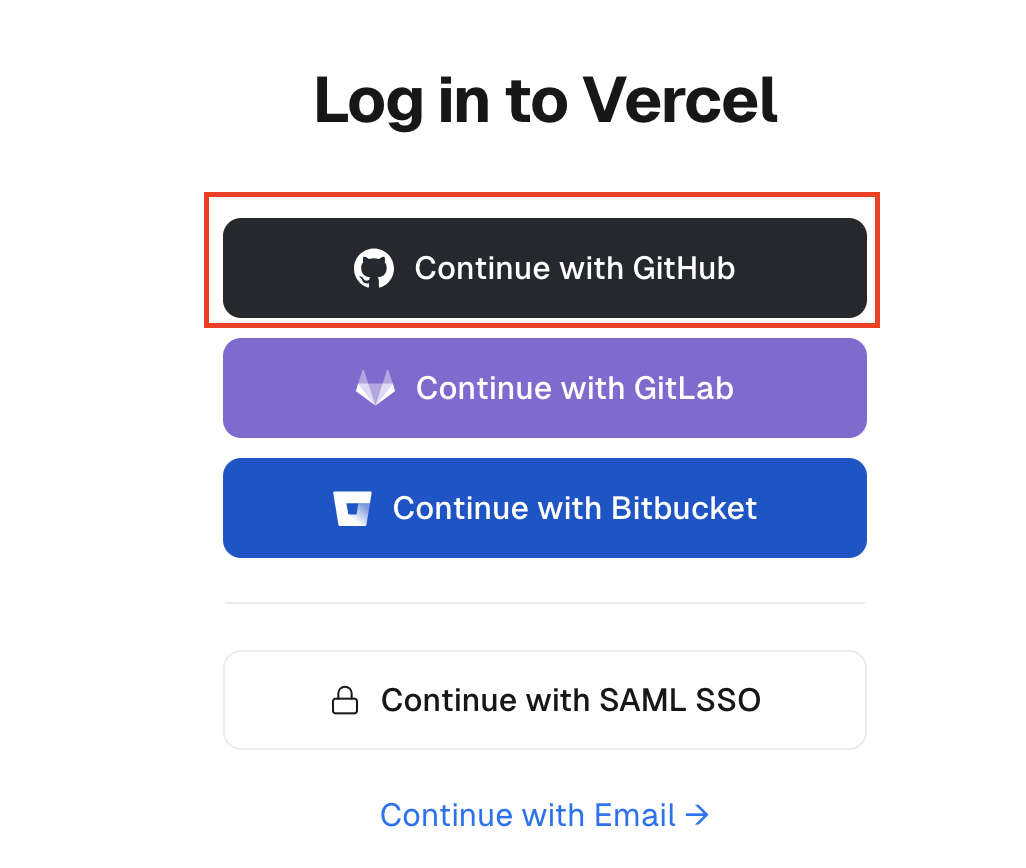 Log in to Vercel
Continue with GitHub
Continue with GitLab
Continue with Bitbucket
Continue with SAML SSO
Continue with Email →